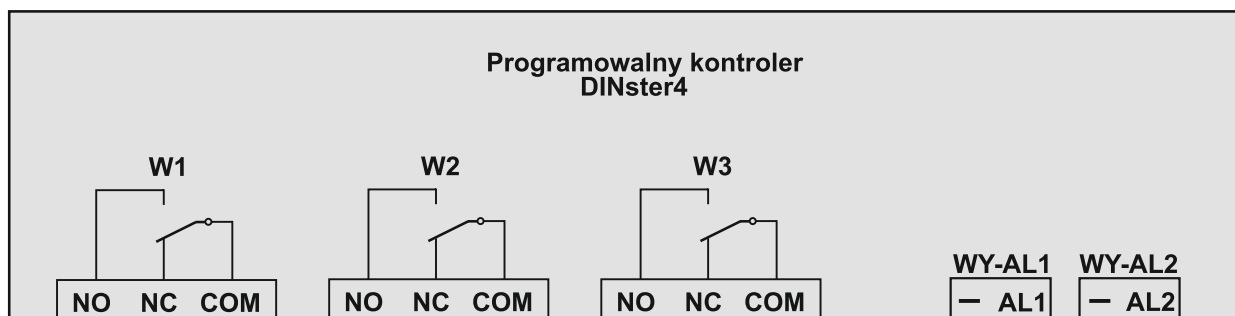 Programowalny kontroler
DINster4
W1 W2 W3
WY-AL1 WY-AL2
NO NC COM NO NC COM NO NC COM — AL1 — AL2